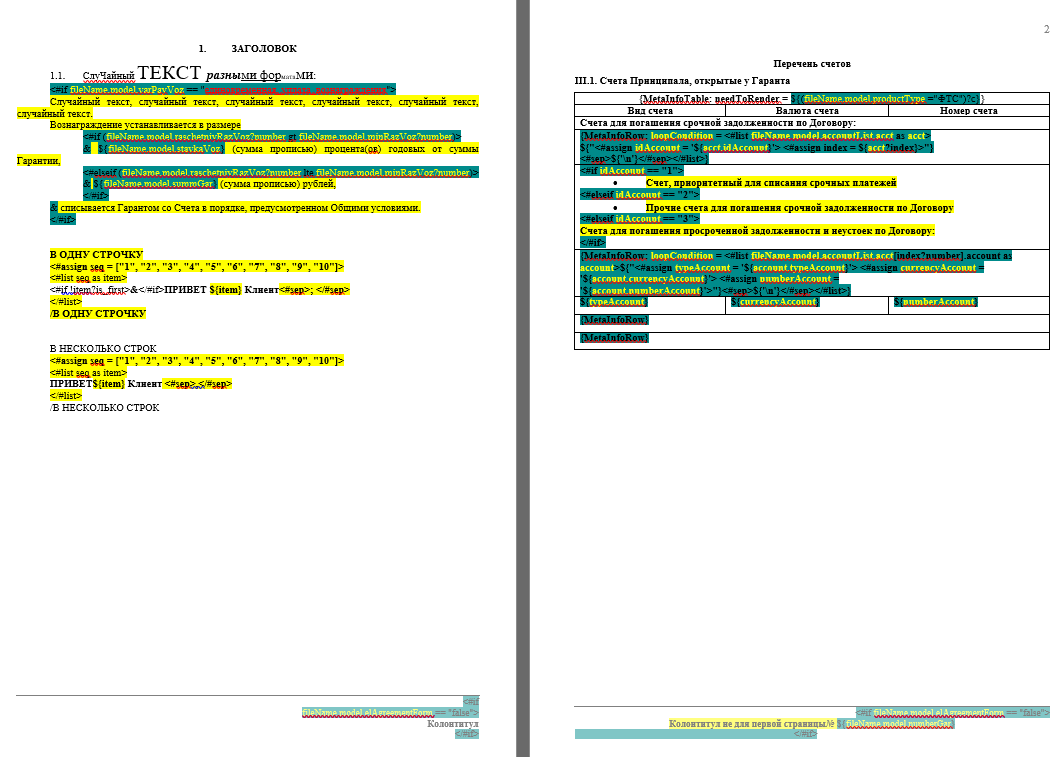 1. ЗАГОЛОВОК
1.1. СлуЧайный ТЕКСТ разными форматаМИ:
<#if fileName.model.varPayVoz == "единовременная_уплата_вознаграждения">
Случайный текст, случайный текст, случайный текст, случайный текст, случайный текст,
случайный текст.
Вознаграждение устанавливается в размере
<#if (fileName.model.raschetniyRazVoz?number gt fileName.model.minRazVoz?number)>
& ${fileName.model.stavkaVoz} (сумма прописью) процента(ов) годовых от суммы
Гарантии,
<#elseif (fileName.model.raschetniyRazVoz?number lte fileName.model.minRazVoz?number)>
& ${fileName.model.summGar} (сумма прописью) рублей,
</#if>
& списывается Гарантом со Счета в порядке, предусмотренном Общими условиями.
</#if>
В ОДНУ СТРОЧКУ
<#assign seq = ["1", "2", "3", "4", "5", "6", "7", "8", "9", "10"]>
<#list seq as item>
<#if !item?is_first>&</#if>ПРИВЕТ ${item} Клиент<#sep>; </#sep>
</#list>
/В ОДНУ СТРОЧКУ
В НЕСКОЛЬКО СТРОК
<#assign seq = ["1", "2", "3", "4", "5", "6", "7", "8", "9", "10"]>
<#list seq as item>
ПРИВЕТ${item} Клиент<#sep>,</#sep>
</#list>
/В НЕСКОЛЬКО СТРОК
<#if
fileName.model.elAgreementForm == "false">
Колонтитул
</#if>
2
Перечень счетов
III.1. Счета Принципала, открытые у Гаранта
{MetaInfoTable: needToRender = ${(fileName.model.productType ="ФТС")?c}}
Вид счета Валюта счета Номер счета
Счета для погашения срочной задолженности по Договору:
{MetaInfoRow: loopCondition = <#list fileName.model.accountList.acct as acct>
${"<#assign idAccount = '${acct.idAccount}'> <#assign index = ${acct?index}>"}
<#sep>${'\n'}</#sep></#list>}
<#if idAccount == "1">
• Счет, приоритетный для списания срочных платежей
<#elseif idAccount == "2">
• Прочие счета для погашения срочной задолженности по Договору
<#elseif idAccount == "3">
Счета для погашения просроченной задолженности и неустоек по Договору:
</#if>
{MetaInfoRow: loopCondition = <#list fileName.model.accountList.acct[index?number].account as
account>${"<#assign typeAccount = '${account.typeAccount}'> <#assign currencyAccount =
'${account.currencyAccount}'> <#assign numberAccount =
'${account.numberAccount}'>"}<#sep>${'\n'}</#sep></#list>}
${typeAccount} ${currencyAccount} ${numberAccount}
{MetaInfoRow}
{MetaInfoRow}
<#if fileName.model.elAgreementForm == "false">
Колонтитул не для первой страницы№ ${fileName.model.numberGar}
</#if>